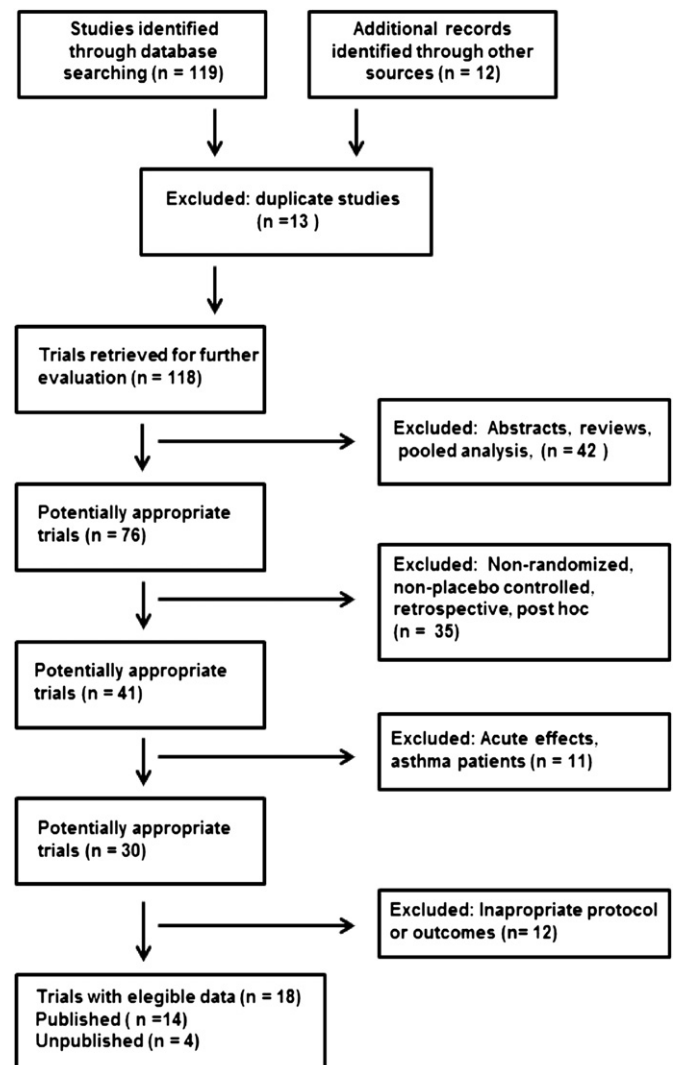 Studies identified
through database
searching (n = 119)
Additional records
identified through other
sources (n = 12)
Excluded: duplicate studies
(n =13 )
Trials retrieved for further
evaluation (n = 118)
Excluded: Abstracts, reviews,
pooled analysis, (n = 42 )
Potentially appropriate
trials (n = 76)
Excluded: Non-randomized,
non-placebo controlled,
retrospective, post hoc
(n = 35)
Potentially appropriate
trials (n = 41)
Excluded: Acute effects,
asthma patients (n = 11)
Potentially appropriate
trials (n = 30)
Excluded: Inapropriate protocol
or outcomes (n= 12)
Trials with elegible data (n = 18)
Published ( n =14)
Unpublished (n = 4)